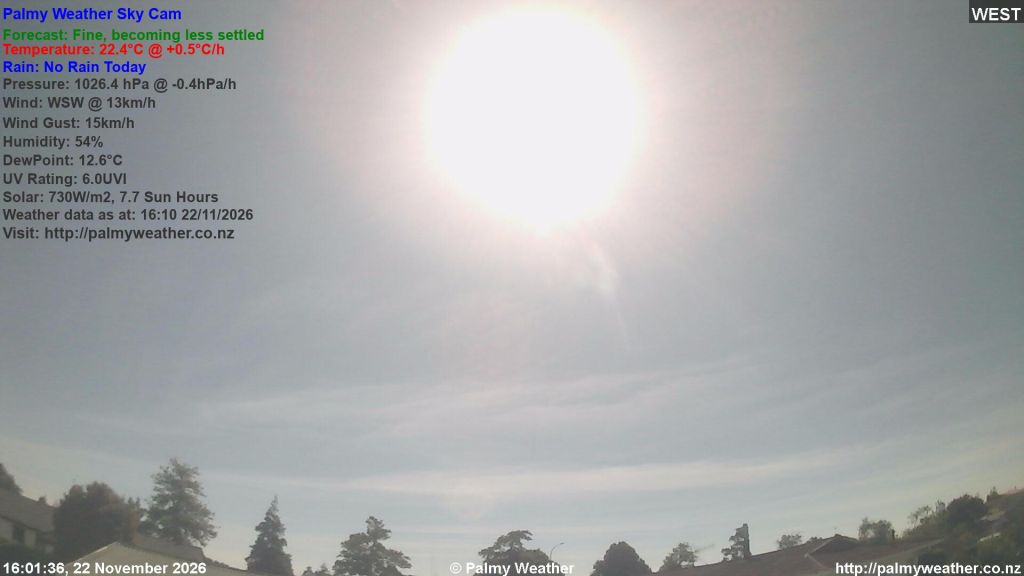 Palmy Weather Sky Cam
WEST
Forecast: Fine, becoming less settled
Temperature: 22.4°C @ +0.5°C/h
Rain: No Rain Today
Pressure: 1026.4 hPa @ -0.4hPa/h
Wind: WSW @ 13km/h
Wind Gust: 15km/h
Humidity: 54%
DewPoint: 12.6°C
UV Rating: 6.0UVI
Solar: 730W/m2, 7.7 Sun Hours
Weather data as at: 16:10 22/11/2026
Visit: http://palmyweather.co.nz
16:01:36, 22 November 2026
© Palmy Weather
http://palmyweather.co.nz